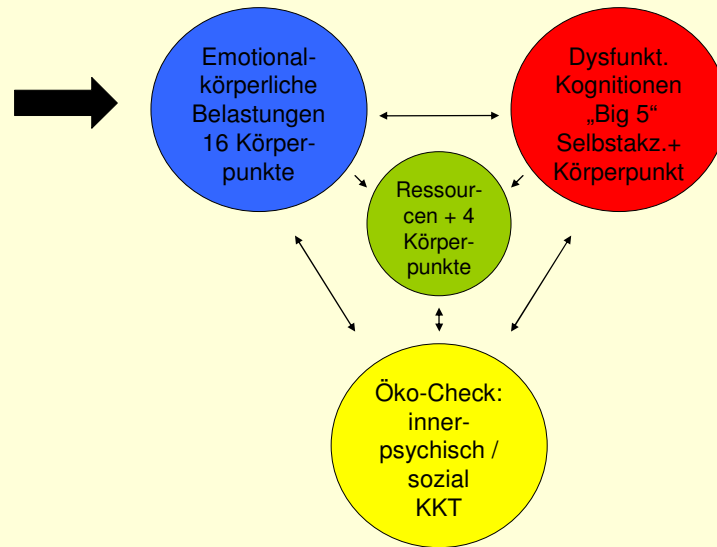 Emotional-
körperliche
Belastungen
16 Körper-
punkte
Dysfunkt.
Kognitionen
„Big 5“
Selbstakz.+
Körperpunkt
Ressour-
cen + 4
Körper-
punkte
Öko-Check:
inner-
psychisch /
sozial
KKT